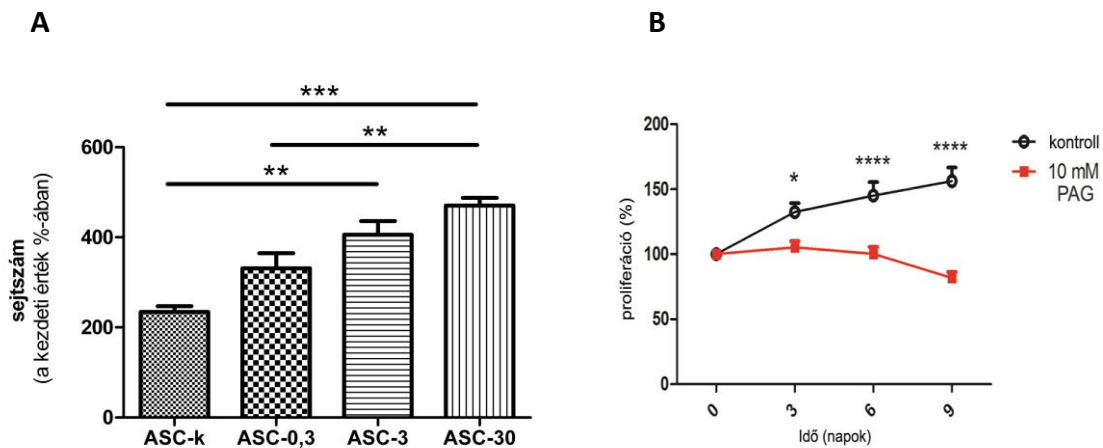 A
***
**
**
600
400
200
0
sejtszám
(a kezdeti érték %-ában)
ASC-k ASC-0,3 ASC-3 ASC-30
B
200
150
100
50
0
proliferáció (%)
* **** ****
kontroll
10 mM
PAG
0 3 6 9
Idő (napok)